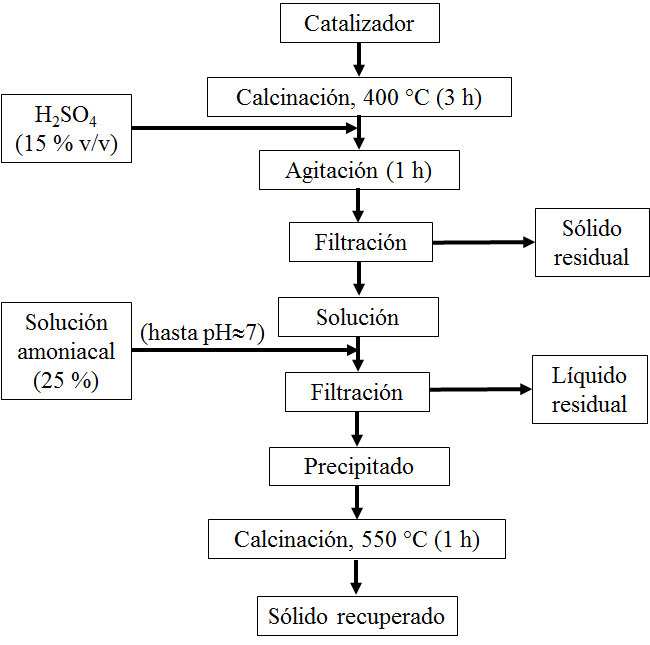 Catalizador
Calcinación, 400 °C (3 h)
H₂SO₄
(15 % v/v)
Agitación (1 h)
Filtración
Sólido
residual
Solución
Solución
amoniacal
(25 %)
(hasta pH≈7)
Filtración
Líquido
residual
Precipitado
Calcinación, 550 °C (1 h)
Sólido recuperado